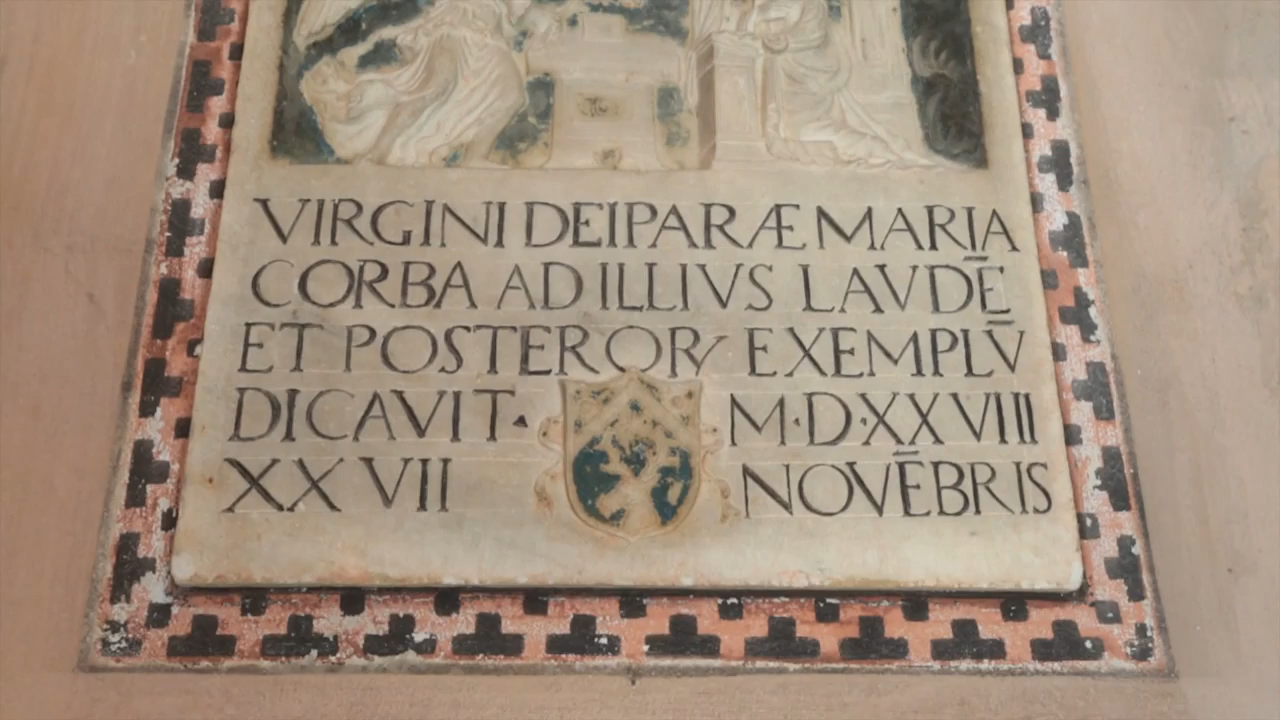 VIRGINI DEIPARÆ MARIA
CORBA AD ILLIVS LAVDĒ
ET POSTEROR EXEMPLV̄
DICAVIT· M·D·XXVIII
XXVII NOVĒBRIS